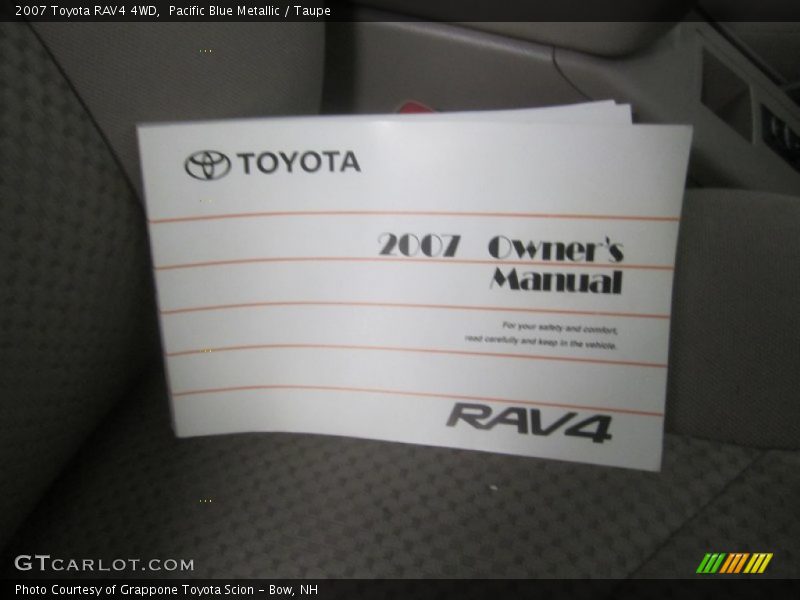 2007 Toyota RAV4 4WD,  Pacific Blue Metallic / Taupe
TOYOTA
2007 Owner's
Manual
For your safety and comfort,
read carefully and keep in the vehicle.
RAV4
GTCARLOT.COM
Photo Courtesy of Grappone Toyota Scion - Bow, NH